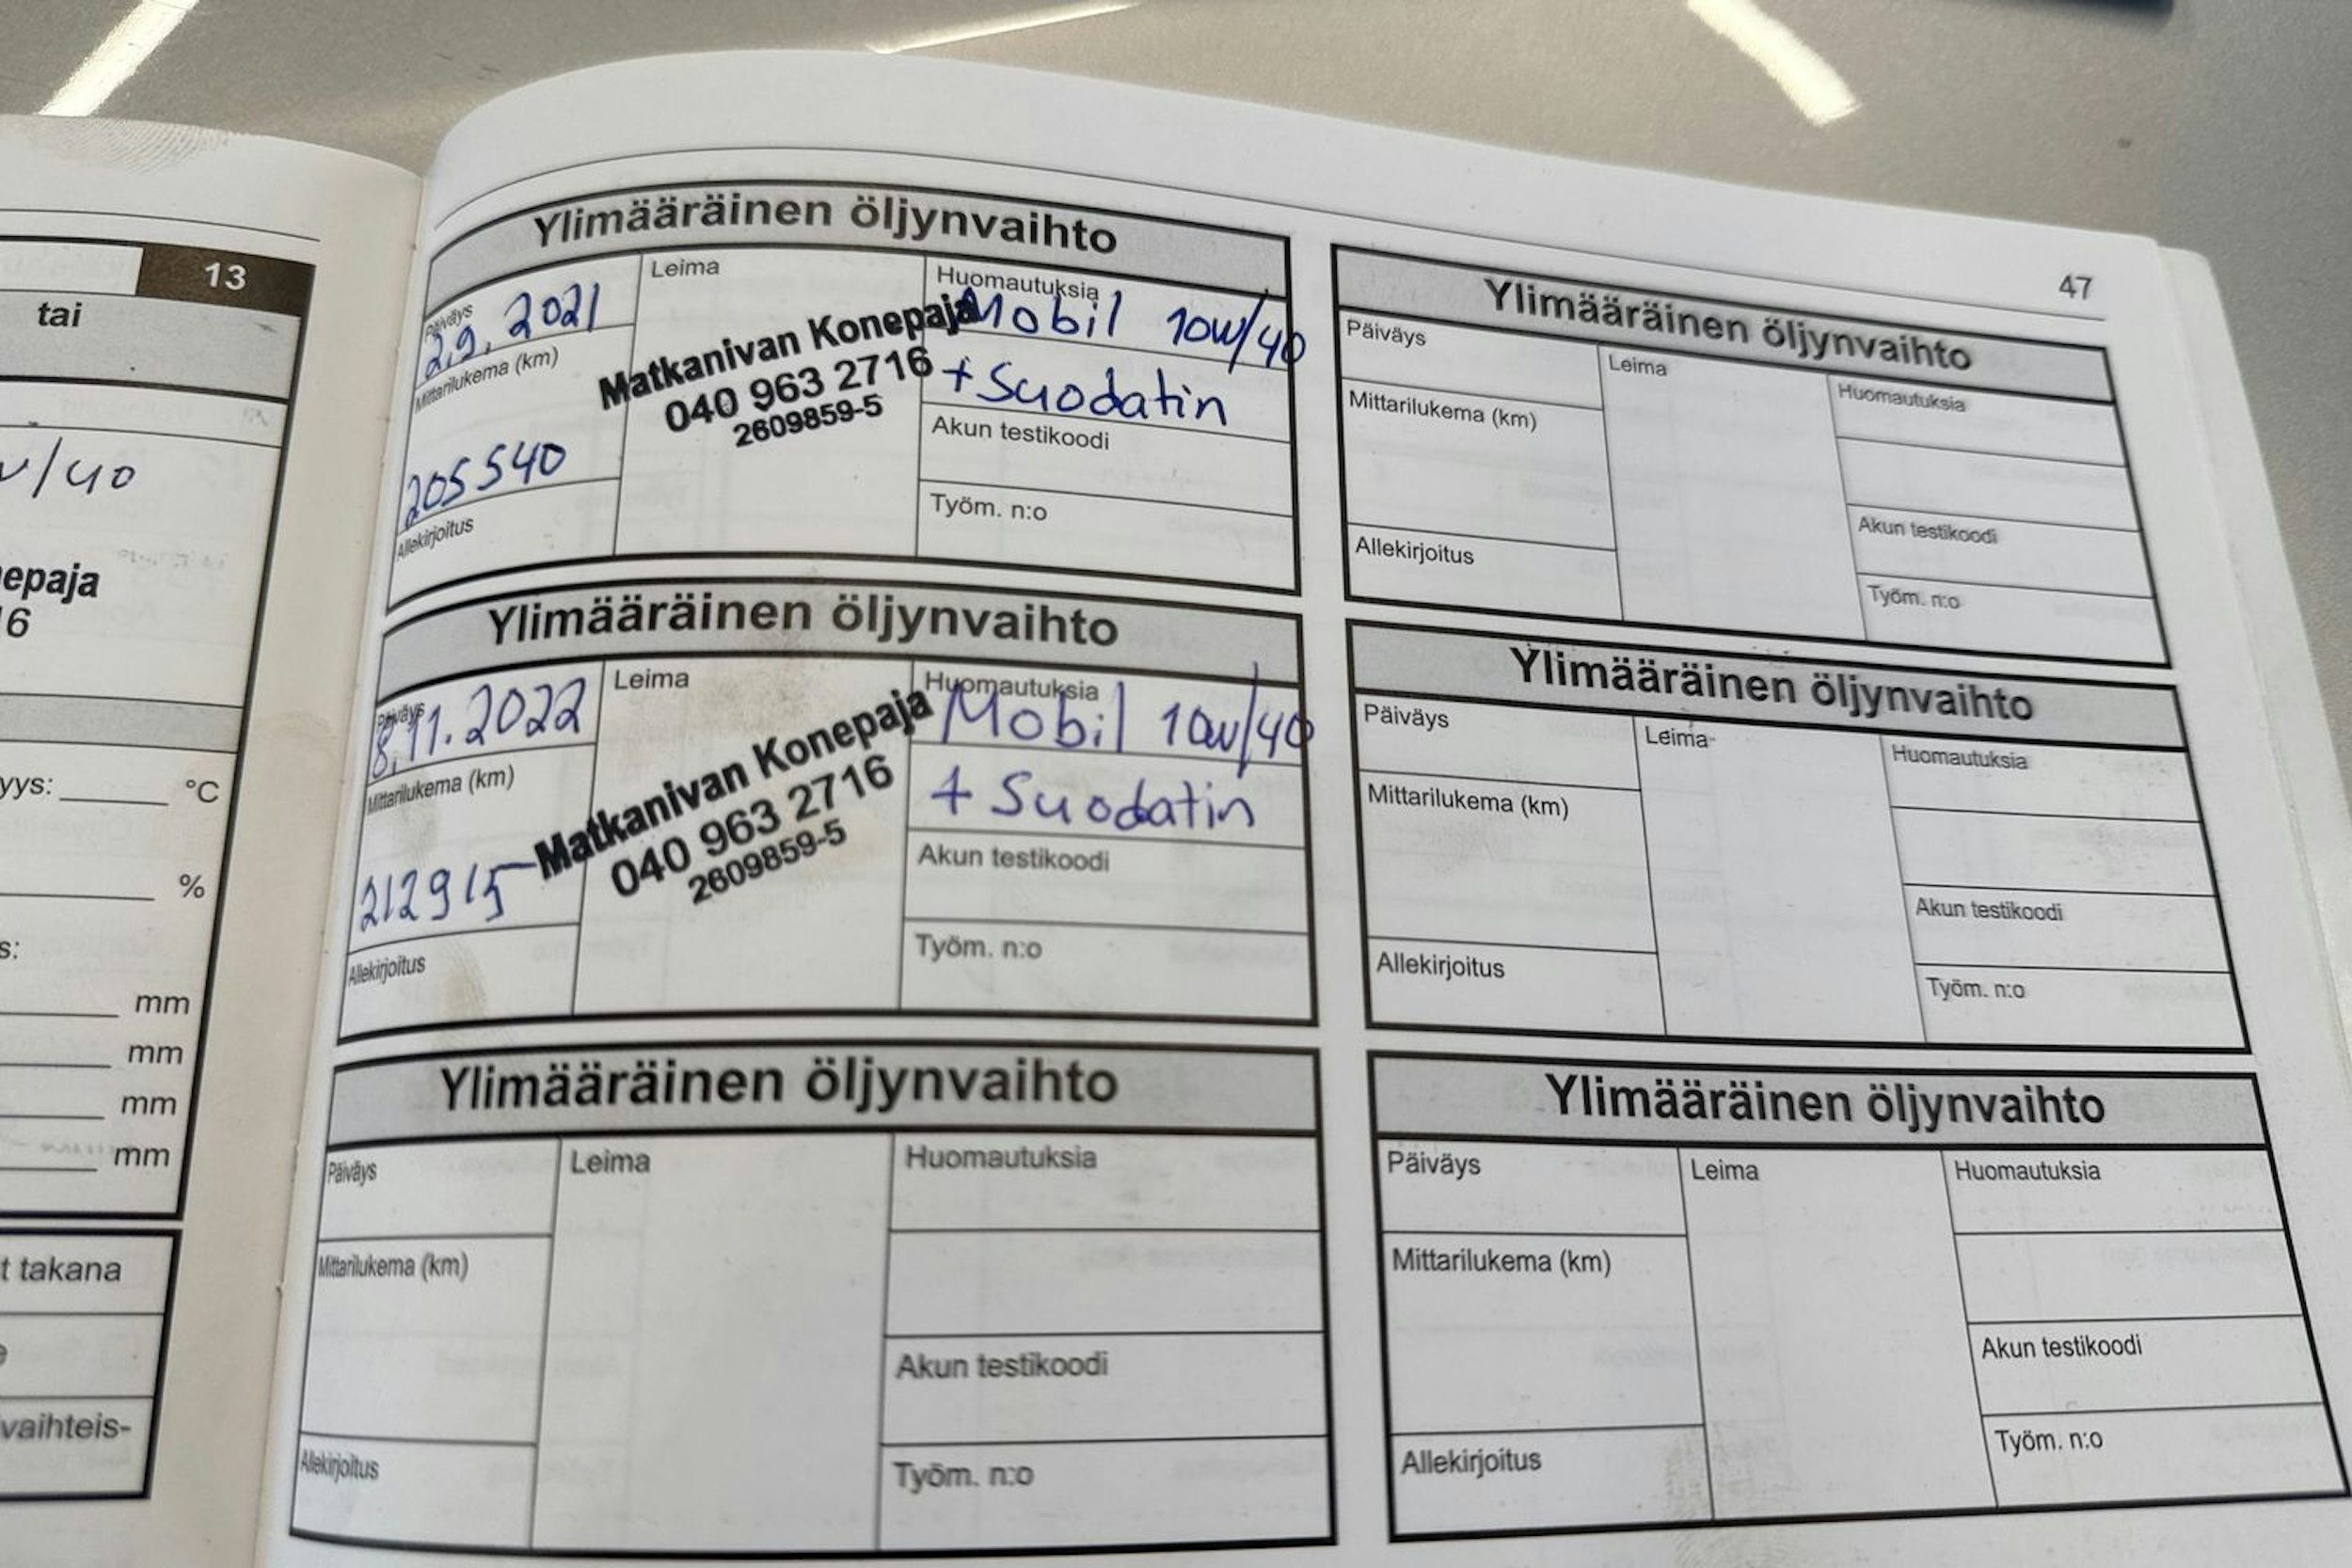 13
tai
/40
epaja
6
yys: °C
%
s:
mm
mm
mm
mm
t takana
vaihteis-
47
Ylimääräinen öljynvaihto
Päiväys
2.9.2021
Mittarilukema (km)
205540
Allekirjoitus
Leima
Matkanivan Konepaja
040 963 2716
2609859-5
Huomautuksia
Mobil 10w/40
+ Suodatin
Akun testikoodi
Työm. n:o
Ylimääräinen öljynvaihto
Päiväys
8.11.2022
Mittarilukema (km)
212915
Allekirjoitus
Leima
Matkanivan Konepaja
040 963 2716
2609859-5
Huomautuksia
Mobil 10w/40
+ Suodatin
Akun testikoodi
Työm. n:o
Ylimääräinen öljynvaihto
Päiväys
Mittarilukema (km)
Allekirjoitus
Leima
Huomautuksia
Akun testikoodi
Työm. n:o
Ylimääräinen öljynvaihto
Päiväys
Mittarilukema (km)
Allekirjoitus
Leima
Huomautuksia
Akun testikoodi
Työm. n:o
Ylimääräinen öljynvaihto
Päiväys
Mittarilukema (km)
Allekirjoitus
Leima
Huomautuksia
Akun testikoodi
Työm. n:o
Ylimääräinen öljynvaihto
Päiväys
Mittarilukema (km)
Allekirjoitus
Leima
Huomautuksia
Akun testikoodi
Työm. n:o